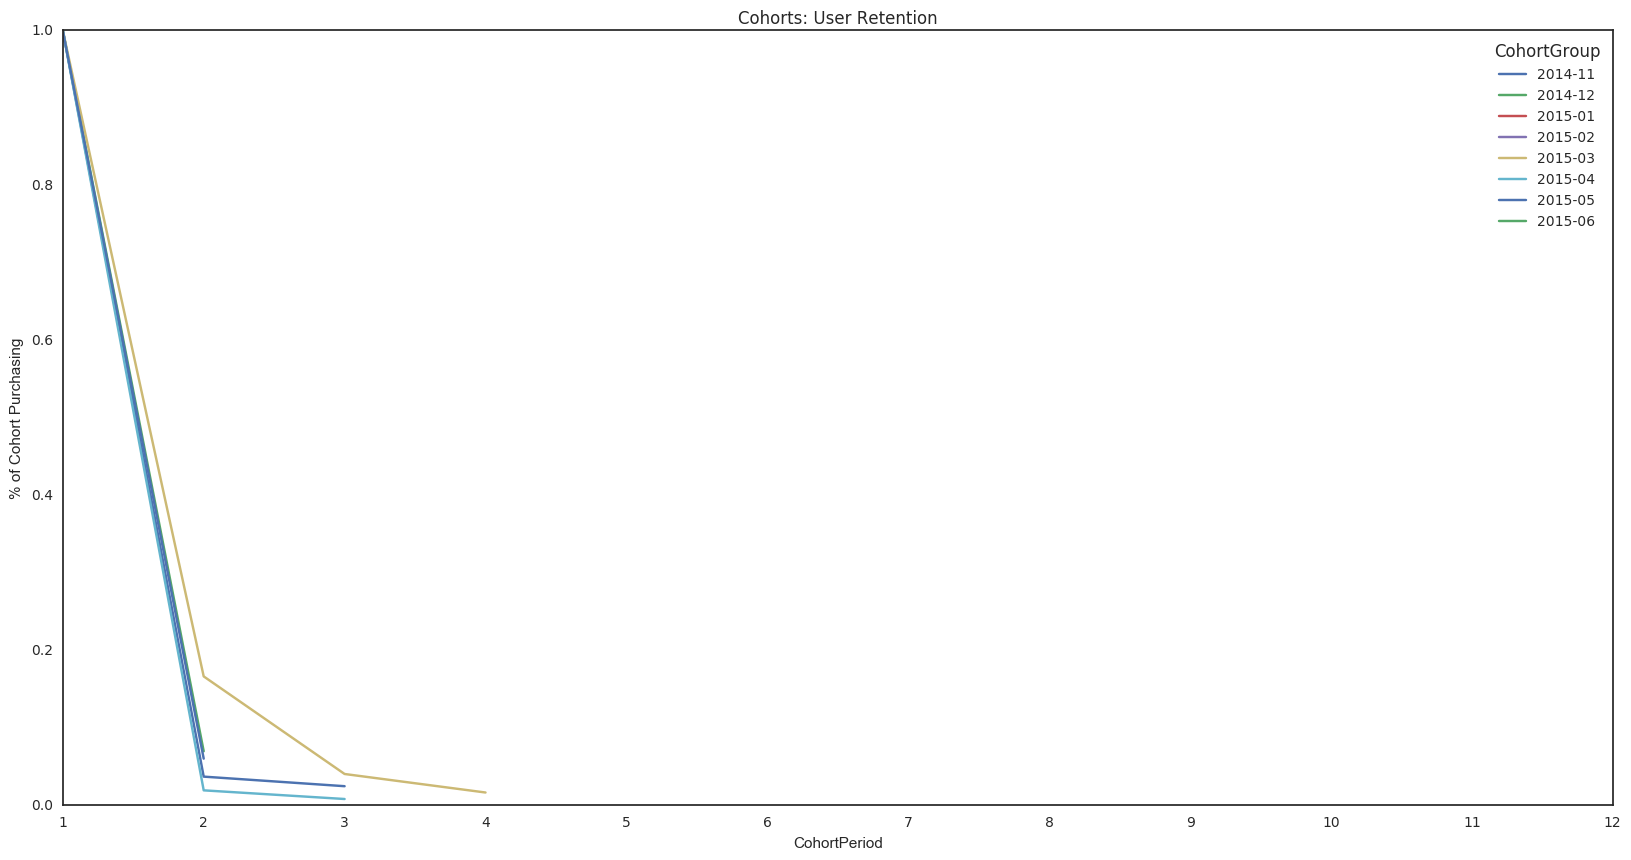 Cohorts: User Retention
1.0
0.8
0.6
0.4
0.2
0.0
% of Cohort Purchasing
CohortGroup
2014-11
2014-12
2015-01
2015-02
2015-03
2015-04
2015-05
2015-06
1 2 3 4 5 6 7 8 9 10 11 12
CohortPeriod